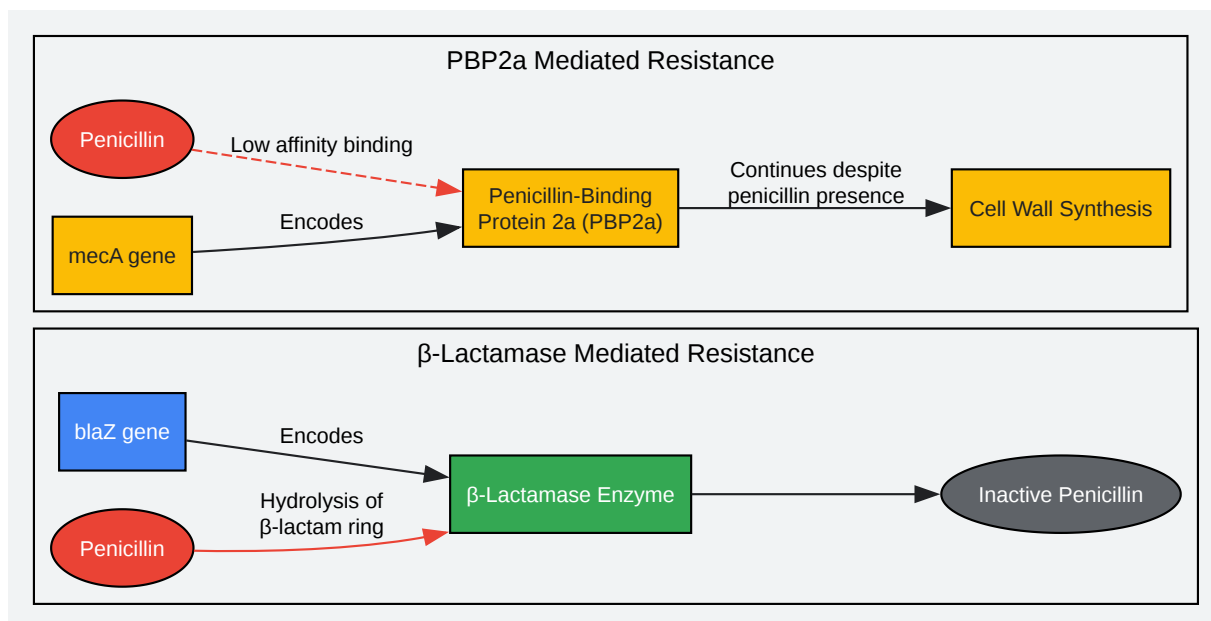 PBP2a Mediated Resistance
Penicillin
Low affinity binding
mecA gene
Encodes
Penicillin-Binding
Protein 2a (PBP2a)
Continues despite
penicillin presence
Cell Wall Synthesis
β-Lactamase Mediated Resistance
blaZ gene
Encodes
Penicillin
Hydrolysis of
β-lactam ring
β-Lactamase Enzyme
Inactive Penicillin